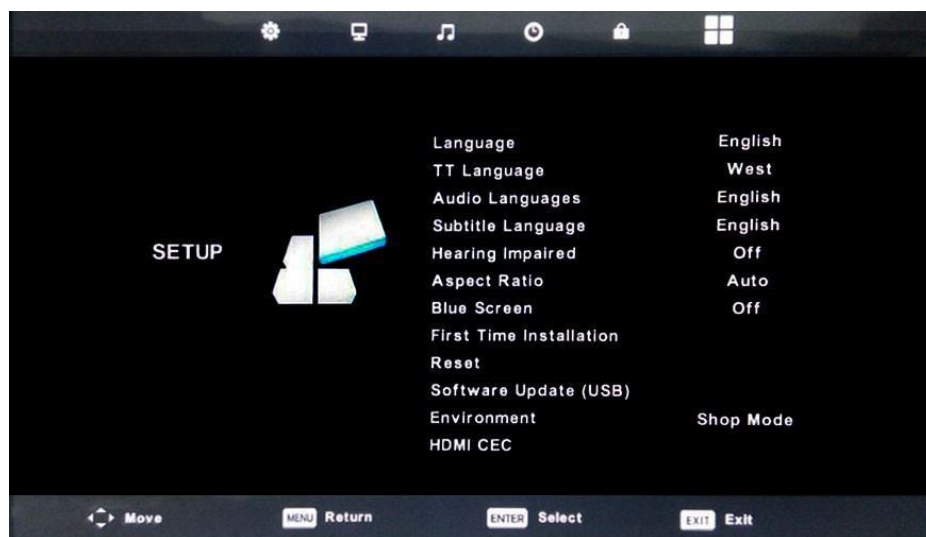 Language English
TT Language West
Audio Languages English
Subtitle Language English
SETUP
Hearing Impaired Off
Aspect Ratio Auto
Blue Screen Off
First Time Installation
Reset
Software Update (USB)
Environment Shop Mode
HDMI CEC
Move MENU Return ENTER Select EXIT Exit